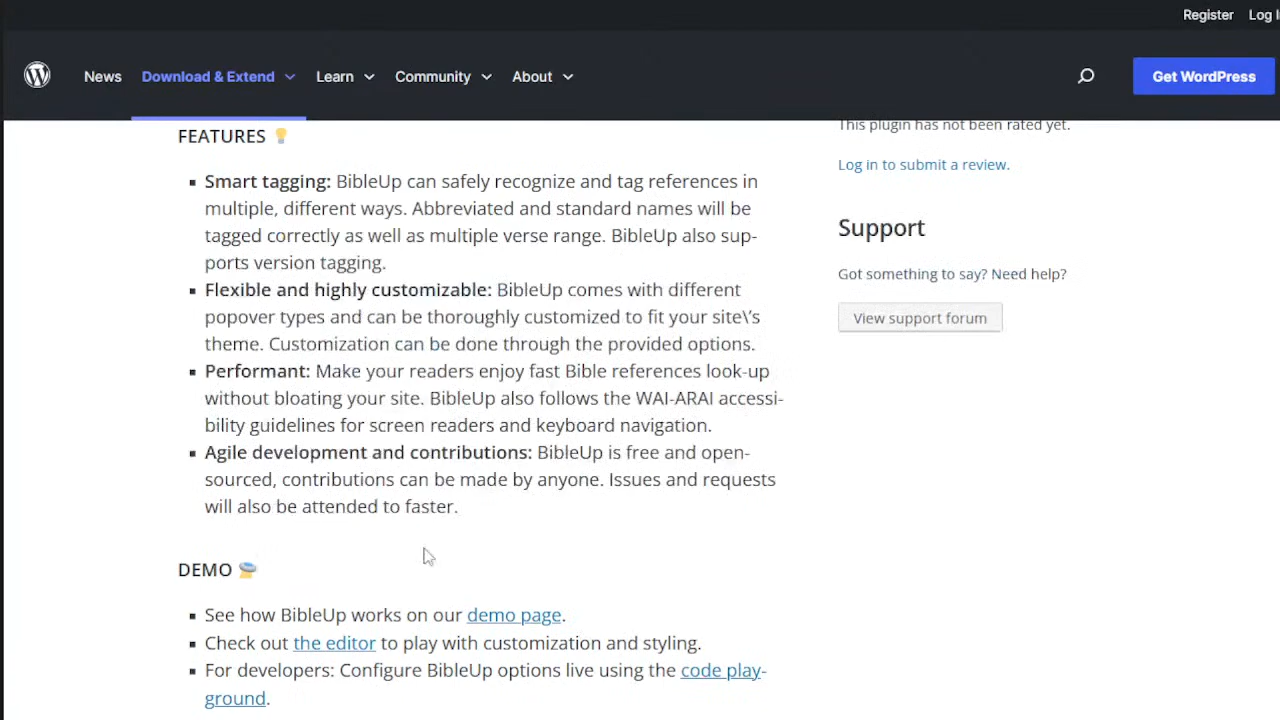 Register Log I
News Download & Extend Learn Community About Get WordPress
FEATURES
This plugin has not been rated yet.
Log in to submit a review.
Smart tagging: BibleUp can safely recognize and tag references in
multiple, different ways. Abbreviated and standard names will be
tagged correctly as well as multiple verse range. BibleUp also sup-
ports version tagging.
Flexible and highly customizable: BibleUp comes with different
popover types and can be thoroughly customized to fit your site\'s
theme. Customization can be done through the provided options.
Performant: Make your readers enjoy fast Bible references look-up
without bloating your site. BibleUp also follows the WAI-ARAI accessi-
bility guidelines for screen readers and keyboard navigation.
Agile development and contributions: BibleUp is free and open-
sourced, contributions can be made by anyone. Issues and requests
will also be attended to faster.
Support
Got something to say? Need help?
View support forum
DEMO
See how BibleUp works on our demo page.
Check out the editor to play with customization and styling.
For developers: Configure BibleUp options live using the code play-
ground.